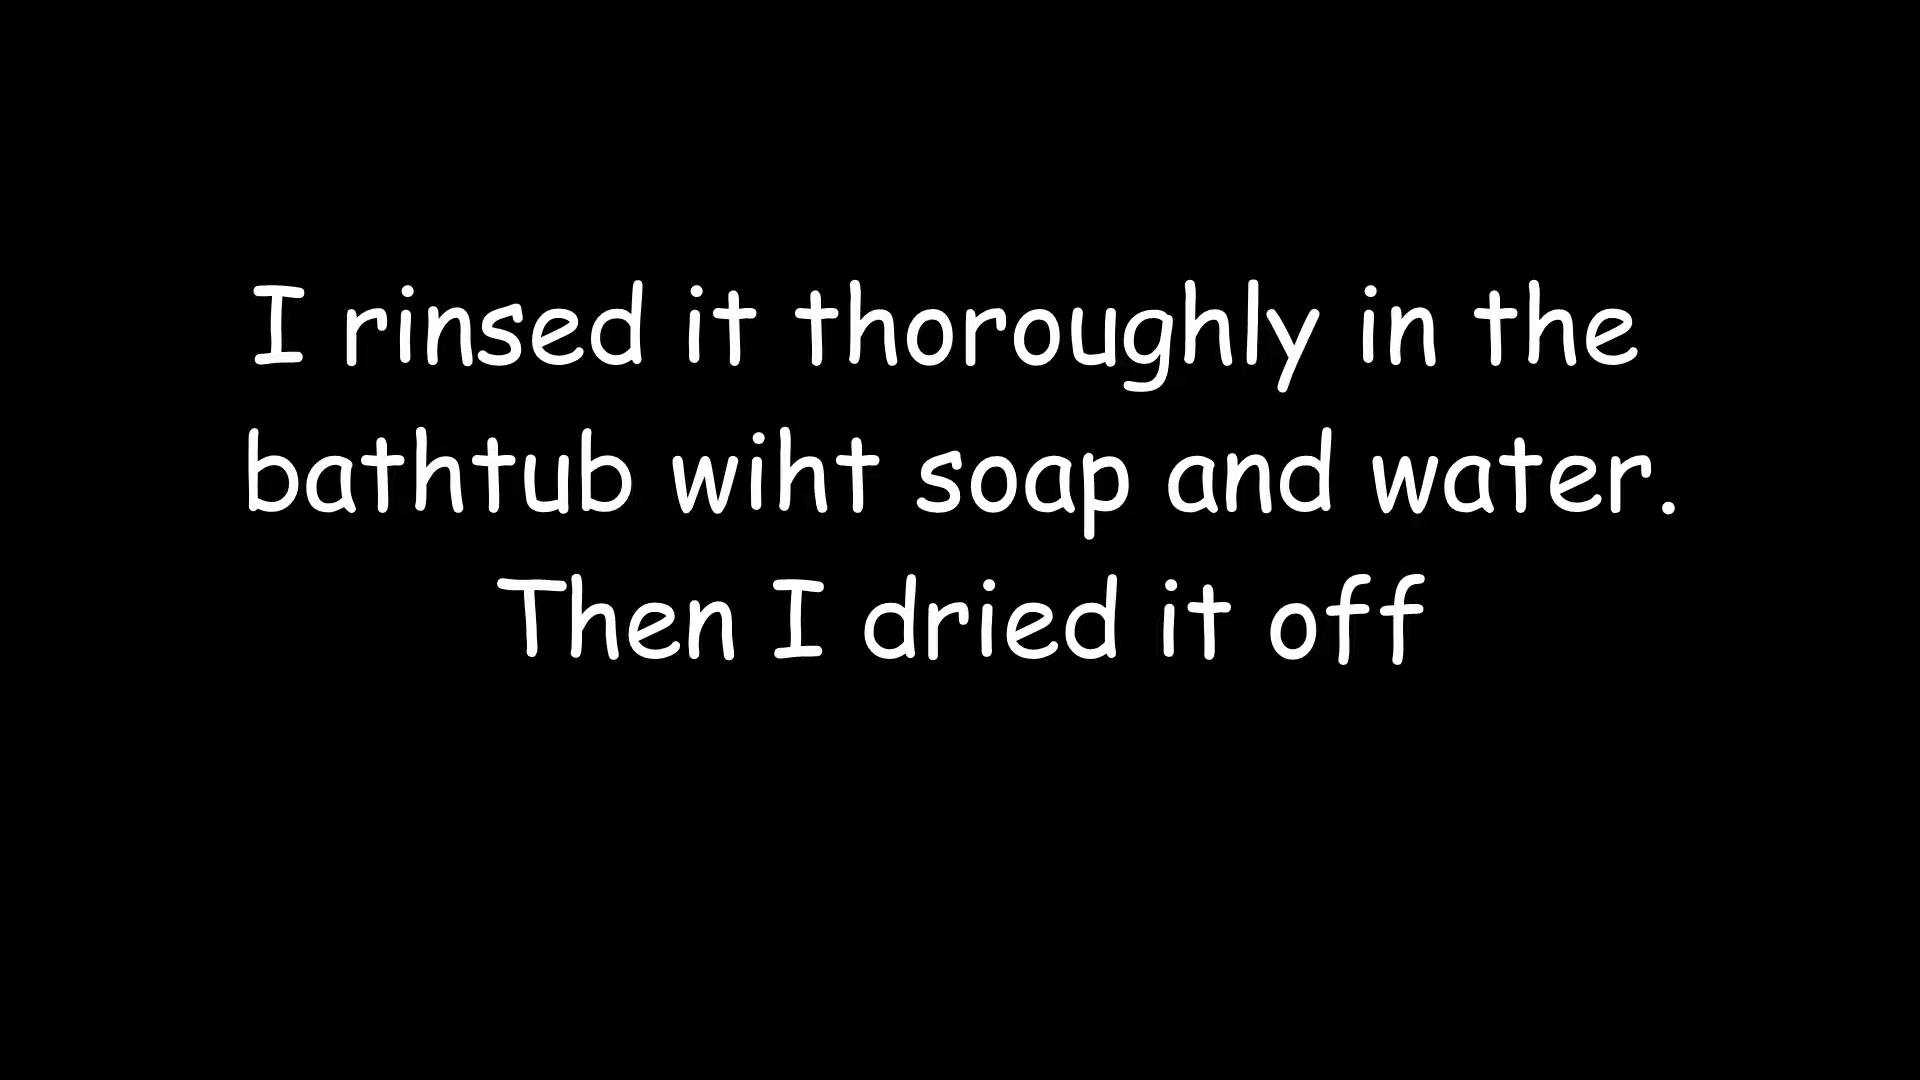 I rinsed it thoroughly in the
bathtub wiht soap and water.
Then I dried it off